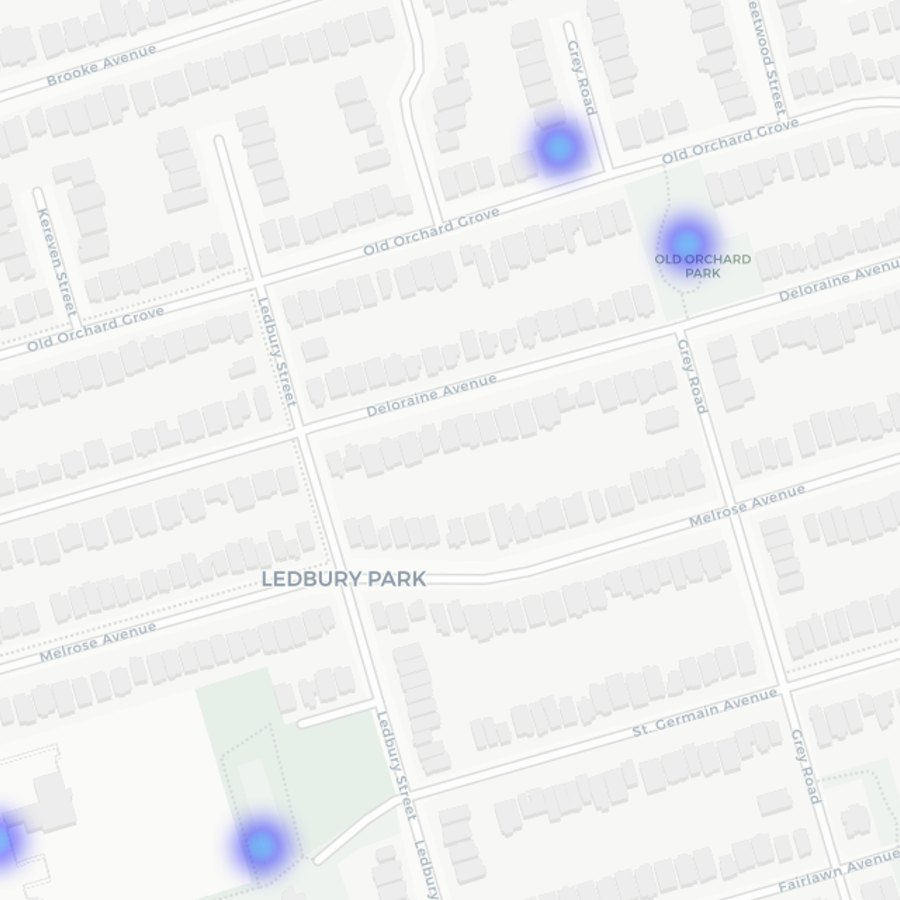 Brooke Avenue
Grey Road
eetwood Street
Old Orchard Grove
Kereven Street
Old Orchard Grove
OLD ORCHARD
PARK
Deloraine Avenu
Old Orchard Grove
Ledbury Street
Grey Road
Deloraine Avenue
Melrose Avenue
LEDBURY PARK
Melrose Avenue
St. Germain Avenue
Ledbury Street
Grey Road
Ledbury
Fairlawn Avenue